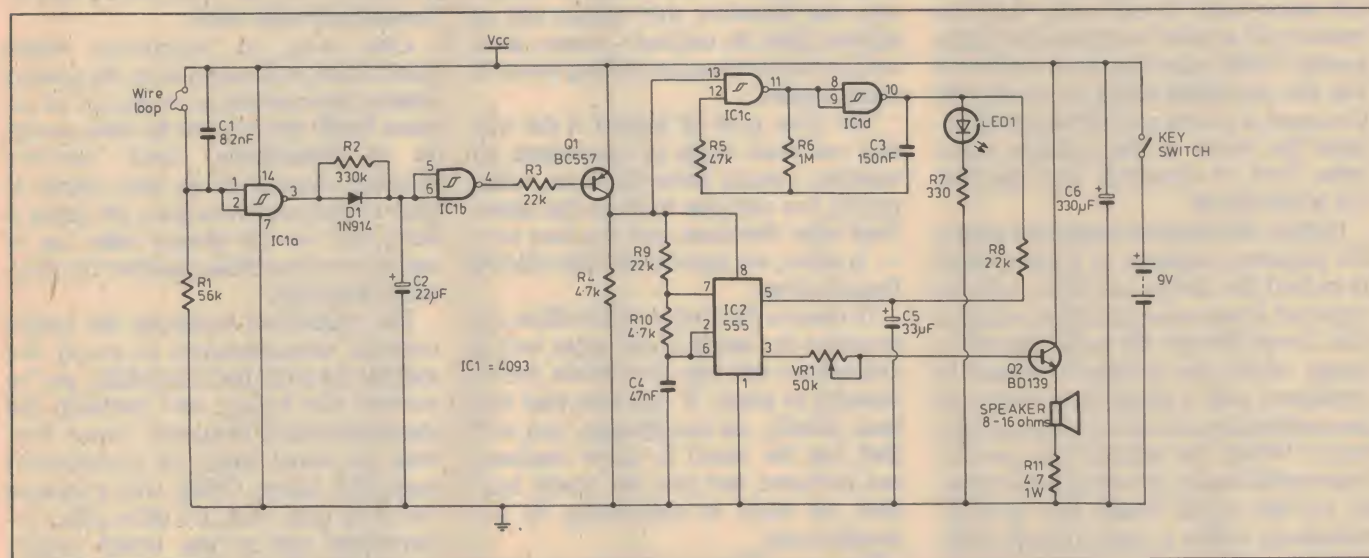 Vcc
Wire
loop
C1
8.2nF
1
2
14
3
7
IC1a
R1
56k
R2
330k
D1
1N914
C2
22µF
5
6
4
IC1b
R3
22k
Q1
BC557
R4
4.7k
IC1 = 4093
13
12
11
IC1c
R5
47k
R6
1M
8
9
10
IC1d
C3
150nF
LED1
R7
330
R8
22k
R9
22k
R10
4.7k
C4
47nF
7
2
6
8
5
3
1
IC2
555
VR1
50k
C5
33µF
Q2
BD139
SPEAKER
8-16 ohms
R11
4.7
1W
C6
330µF
KEY
SWITCH
9V